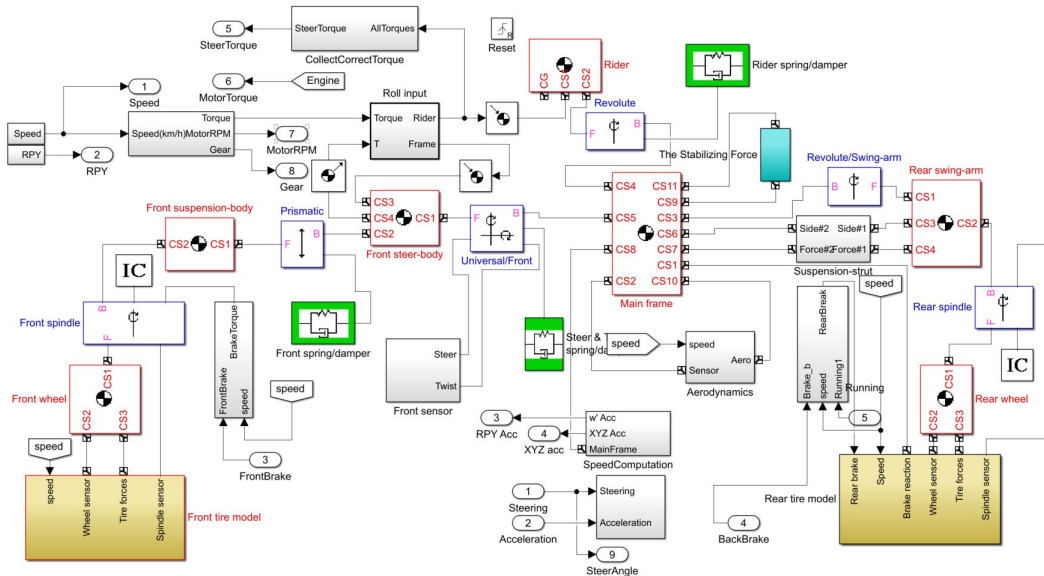 5
SteerTorque
SteerTorque
AllTorques
CollectCorrectTorque
R
Reset
CG
CS1
CS2
Rider
Rider spring/damper
6
MotorTorque
Engine
1
Speed
Roll input
Torque
Rider
T
Frame
Revolute
F
B
Speed
RPY
2
RPY
Speed(km/h)
Torque
MotorRPM
Gear
7
MotorRPM
8
Gear
The Stabilizing Force
Revolute/Swing-arm
B
F
Rear swing-arm
CS1
CS3
CS4
CS2
Front suspension-body
CS2
CS1
Prismatic
F
B
CS3
CS4
CS2
CS1
Front steer-body
F
B
Universal/Front
CS4
CS5
CS8
CS2
CS11
CS9
CS3
CS6
CS7
CS1
CS10
Main frame
Side#2
Side#1
Force#2
Force#1
Suspension-strut
speed
IC
Front spindle
B
F
BrakeTorque
FrontBrake
speed
Front spring/damper
speed
Steer
Twist
Front sensor
Steer &
spring/da
speed
speed
Sensor
Aero
Aerodynamics
RearBreak
Brake_b
speed
Running1
Running
5
Rear spindle
B
F
IC
Front wheel
CS1
CS2
CS3
Rear wheel
CS1
CS2
CS3
speed
3
FrontBrake
3
RPY Acc
4
XYZ acc
w' Acc
XYZ Acc
MainFrame
SpeedComputation
speed
Wheel sensor
Tire forces
Spindle sensor
Front tire model
1
Steering
2
Acceleration
Steering
Acceleration
9
SteerAngle
4
BackBrake
Rear tire model
Rear brake
Speed
Brake reaction
Wheel sensor
Tire forces
Spindle sensor